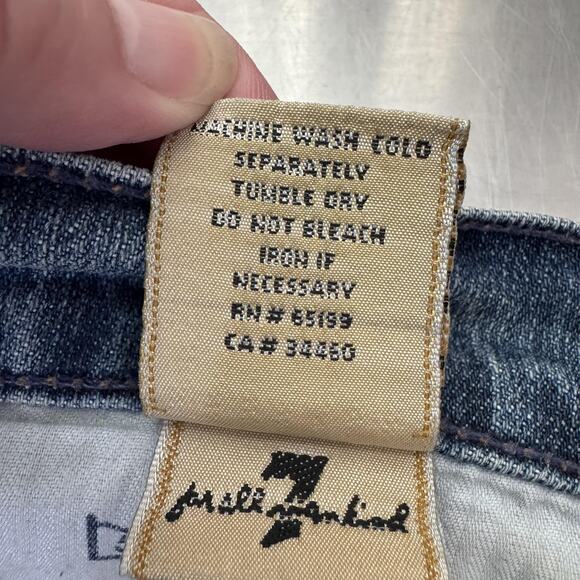 MACHINE WASH COLD
SEPARATELY
TUMBLE DRY
DO NOT BLEACH
IRON IF
NECESSARY
RN# 65199
CA# 34460
7
for all mankind